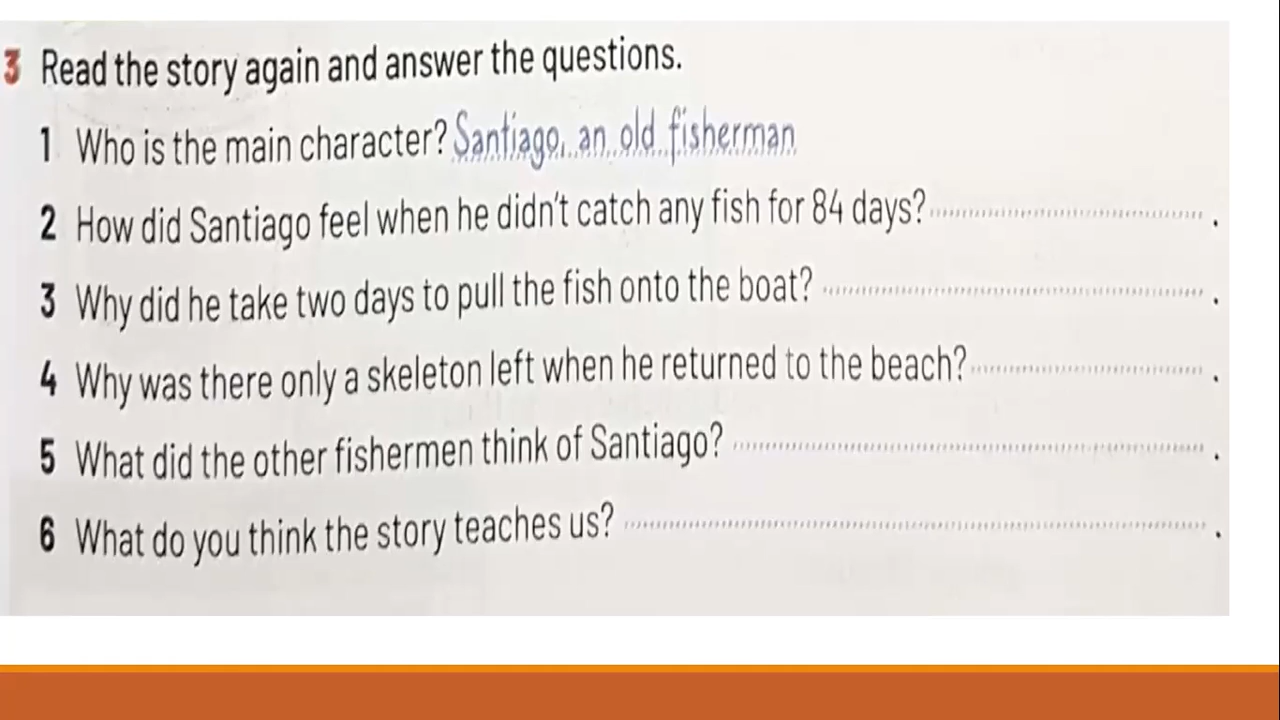 3 Read the story again and answer the questions.
1 Who is the main character? Santiago, an old fisherman
2 How did Santiago feel when he didn't catch any fish for 84 days? .
3 Why did he take two days to pull the fish onto the boat? .
4 Why was there only a skeleton left when he returned to the beach? .
5 What did the other fishermen think of Santiago? .
6 What do you think the story teaches us? .